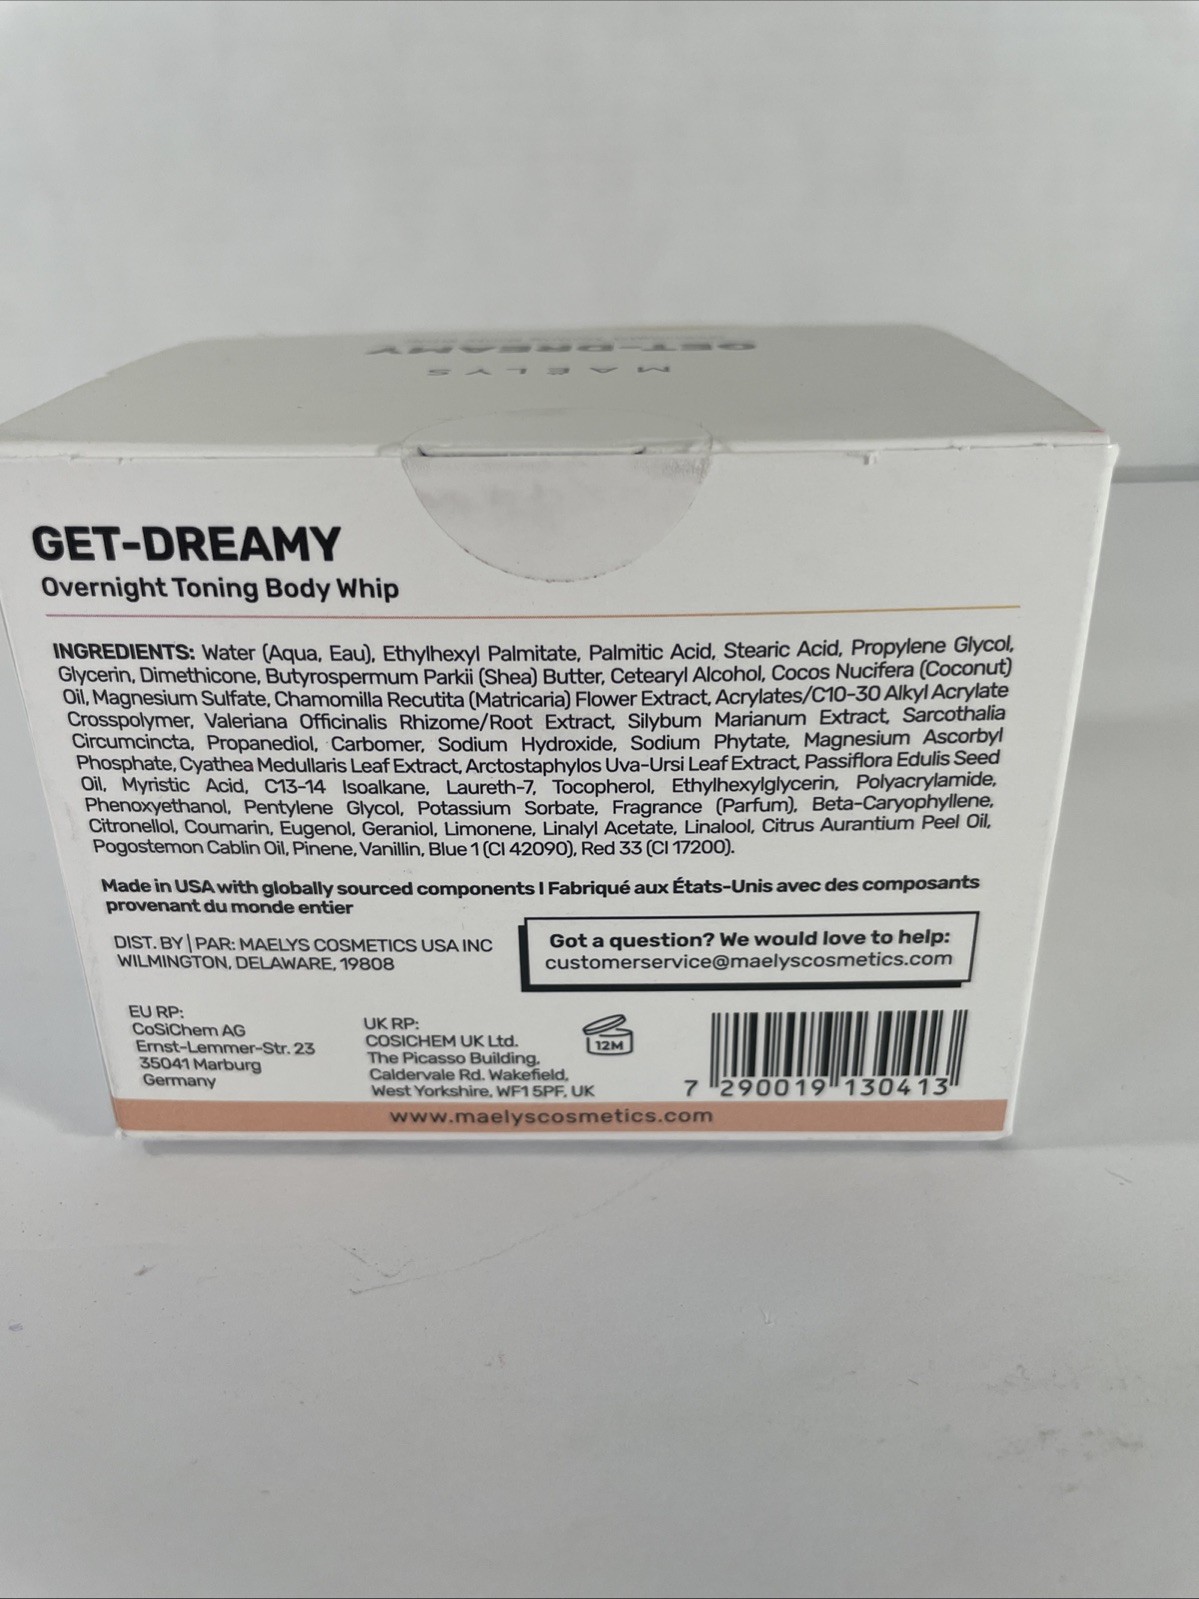 GET-DREAMY
MAËLYS
GET-DREAMY
Overnight Toning Body Whip
INGREDIENTS: Water (Aqua, Eau), Ethylhexyl Palmitate, Palmitic Acid, Stearic Acid, Propylene Glycol,
Glycerin, Dimethicone, Butyrospermum Parkii (Shea) Butter, Cetearyl Alcohol, Cocos Nucifera (Coconut)
Oil, Magnesium Sulfate, Chamomilla Recutita (Matricaria) Flower Extract, Acrylates/C10-30 Alkyl Acrylate
Crosspolymer, Valeriana Officinalis Rhizome/Root Extract, Silybum Marianum Extract, Sarcothalia
Circumcincta, Propanediol, Carbomer, Sodium Hydroxide, Sodium Phytate, Magnesium Ascorbyl
Phosphate, Cyathea Medullaris Leaf Extract, Arctostaphylos Uva-Ursi Leaf Extract, Passiflora Edulis Seed
Oil, Myristic Acid, C13-14 Isoalkane, Laureth-7, Tocopherol, Ethylhexylglycerin, Polyacrylamide,
Phenoxyethanol, Pentylene Glycol, Potassium Sorbate, Fragrance (Parfum), Beta-Caryophyllene,
Citronellol, Coumarin, Eugenol, Geraniol, Limonene, Linalyl Acetate, Linalool, Citrus Aurantium Peel Oil,
Pogostemon Cablin Oil, Pinene, Vanillin, Blue 1 (CI 42090), Red 33 (CI 17200).
Made in USA with globally sourced components | Fabriqué aux États-Unis avec des composants
provenant du monde entier
DIST. BY | PAR: MAELYS COSMETICS USA INC
WILMINGTON, DELAWARE, 19808
Got a question? We would love to help:
customerservice@maelyscosmetics.com
EU RP:
CoSiChem AG
Ernst-Lemmer-Str. 23
35041 Marburg
Germany
UK RP:
COSICHEM UK Ltd.
The Picasso Building,
Caldervale Rd. Wakefield,
West Yorkshire, WF1 5PF, UK
12M
7 290019 130413
www.maelyscosmetics.com